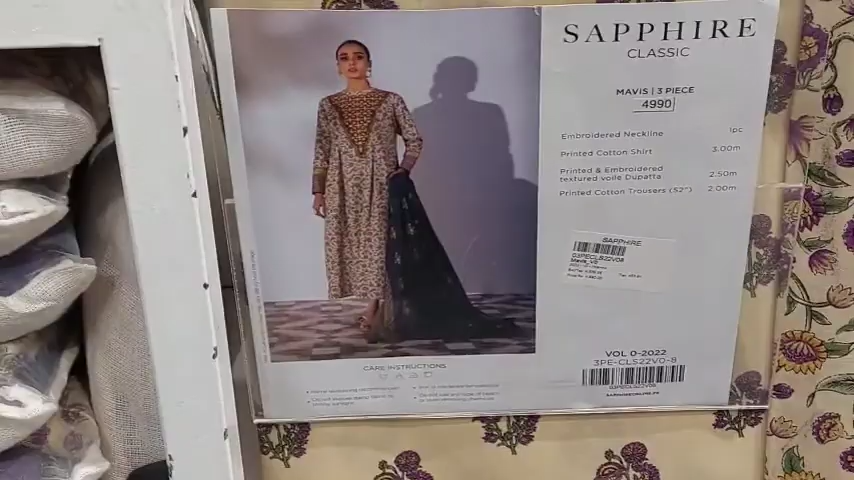 SAPPHIRE
CLASSIC
MAVIS | 3 PIECE
4990
Embroidered Neckline 1pc
Printed Cotton Shirt 3.00m
Printed & Embroidered
textured voile Dupatta 2.50m
Printed Cotton Trousers (52") 2.00m
SAPPHIRE
VOL 0-2022
3PE-CLS22V0-8
CARE INSTRUCTIONS